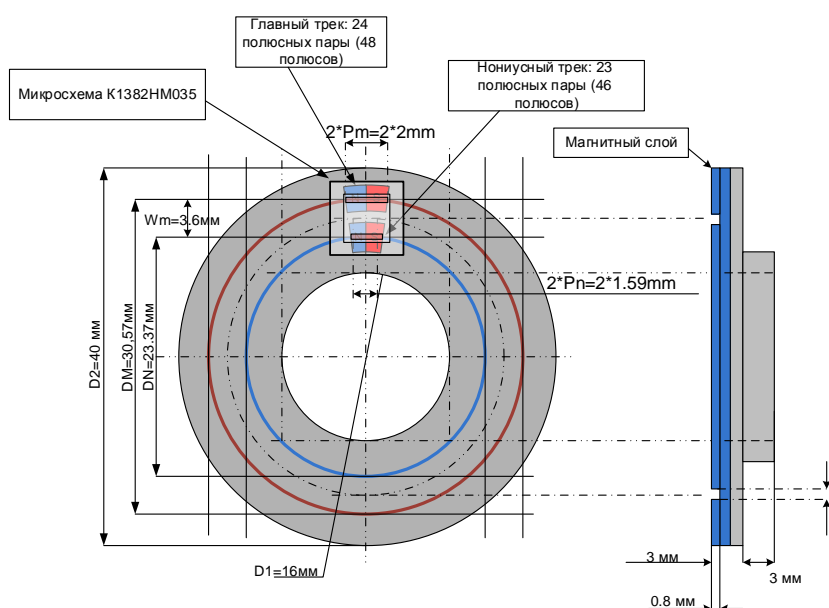 Главный трек: 24
полюсных пары (48
полюсов)
Микросхема К1382НМ035
Нониусный трек: 23
полюсных пары (46
полюсов)
2*Pm=2*2mm
Магнитный слой
Wm=3.6мм
2*Pn=2*1.59mm
D2=40 мм
DM=30,57мм
DN=23.37мм
D1=16мм
3 мм
3 мм
0.8 мм